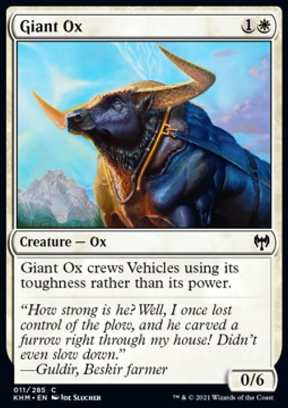 Giant Ox 1
Creature — Ox
Giant Ox crews Vehicles using its
toughness rather than its power.
"How strong is he? Well, I once lost
control of the plow, and he carved a
furrow right through my house! Didn't
even slow down."
—Guldir, Beskir farmer
0/6
011/285 C
KHM • EN Joe Slucher
™ & © 2021 Wizards of the Coast